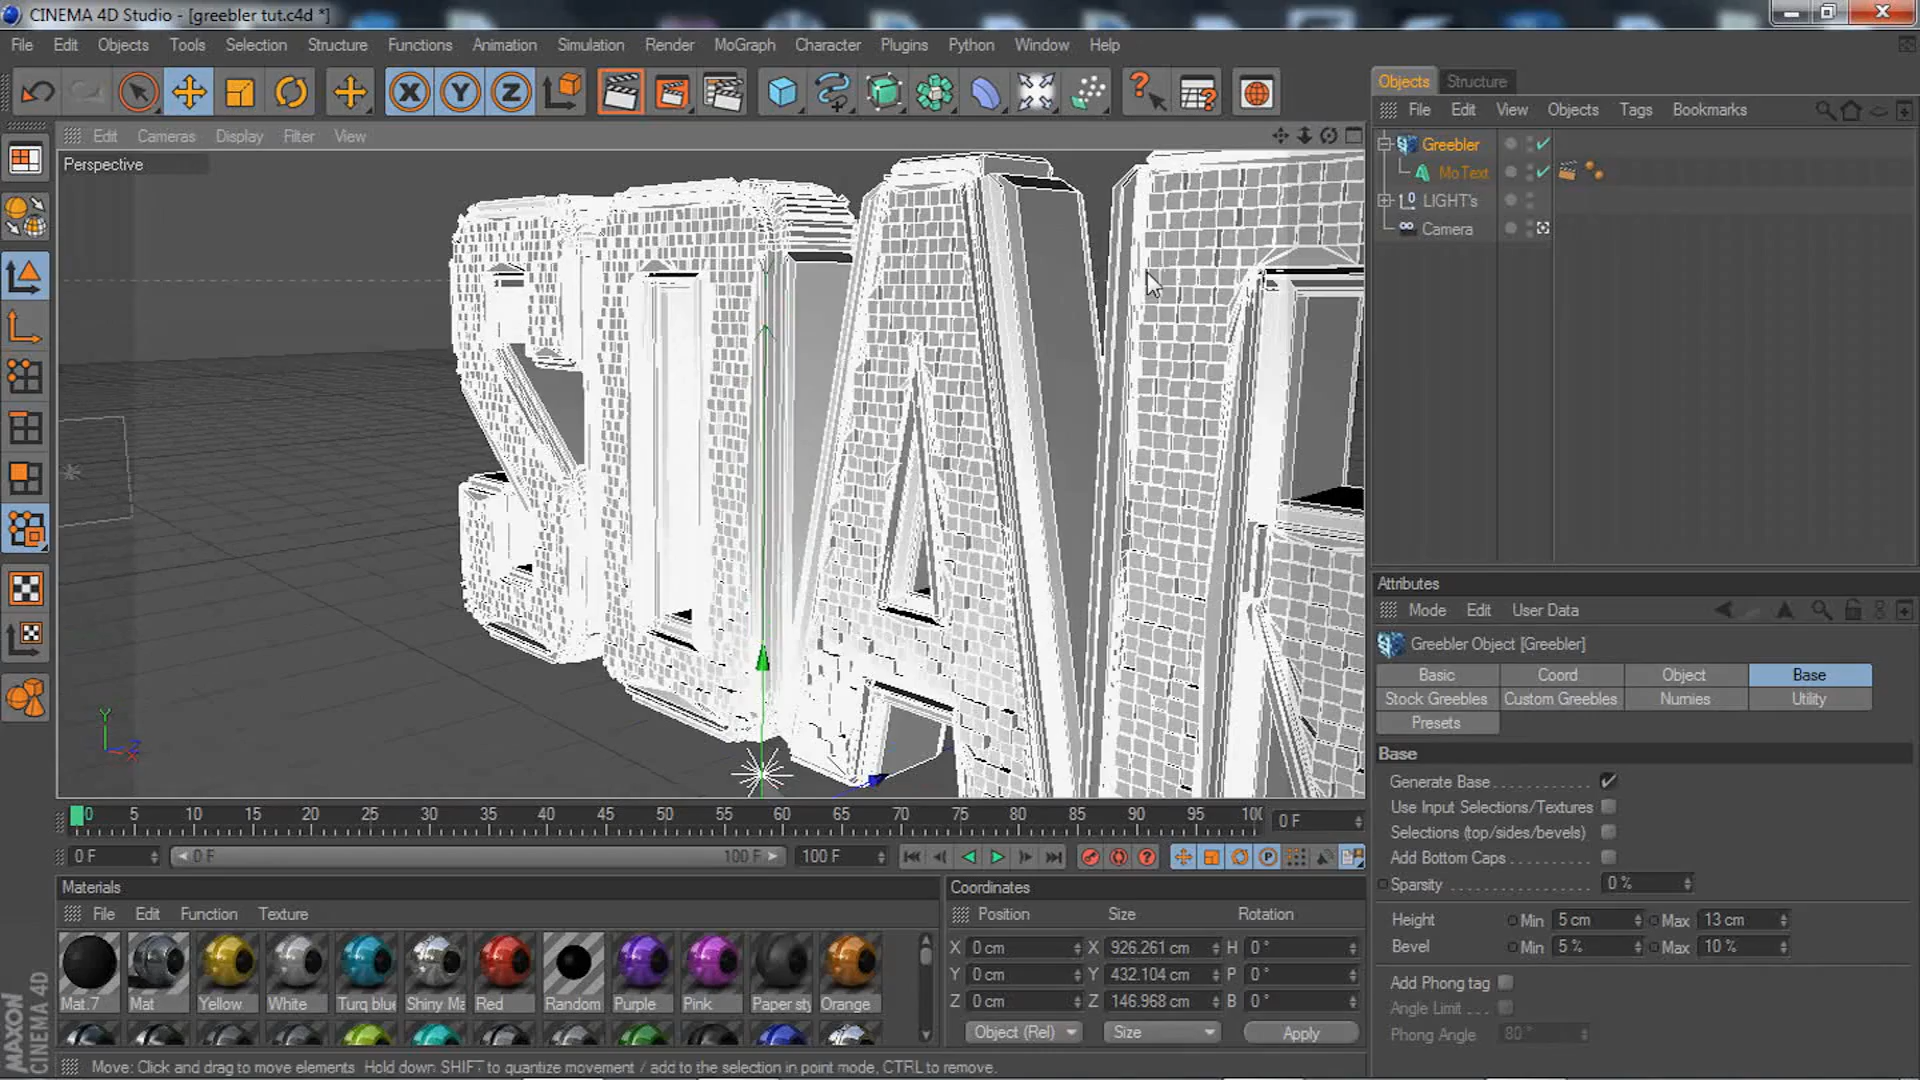 CINEMA 4D Studio - [greebler tut.c4d *]
File Edit Objects Tools Selection Structure Functions Animation Simulation Render MoGraph Character Plugins Python Window Help
Objects Structure
File Edit View Objects Tags Bookmarks
Edit Cameras Display Filter View
Perspective
Greebler
MoText
LIGHT's
Camera
Attributes
Mode Edit User Data
Greebler Object [Greebler]
Basic Coord Object Base
Stock Greebles Custom Greebles Numies Utility
Presets
Base
Generate Base
Use Input Selections/Textures
Selections (top/sides/bevels)
Add Bottom Caps
Sparsity 0 %
Height Min 5 cm Max 13 cm
Bevel Min 5 % Max 10 %
Add Phong tag
Angle Limit
Phong Angle 80 °
0 5 10 15 20 25 30 35 40 45 50 55 60 65 70 75 80 85 90 95 100 0 F
0 F 0 F 100 F 100 F
Materials
File Edit Function Texture
Mat.7 Mat Yellow White Turq blue Shiny Ma Red Random Purple Pink Paper sty Orange
Coordinates
Position Size Rotation
X 0 cm X 926.261 cm H 0 °
Y 0 cm Y 432.104 cm P 0 °
Z 0 cm Z 146.968 cm B 0 °
Object (Rel) Size Apply
MAXON
CINEMA 4D
Move: Click and drag to move elements Hold down SHIFT to quantize movement / add to the selection in point mode, CTRL to remove.